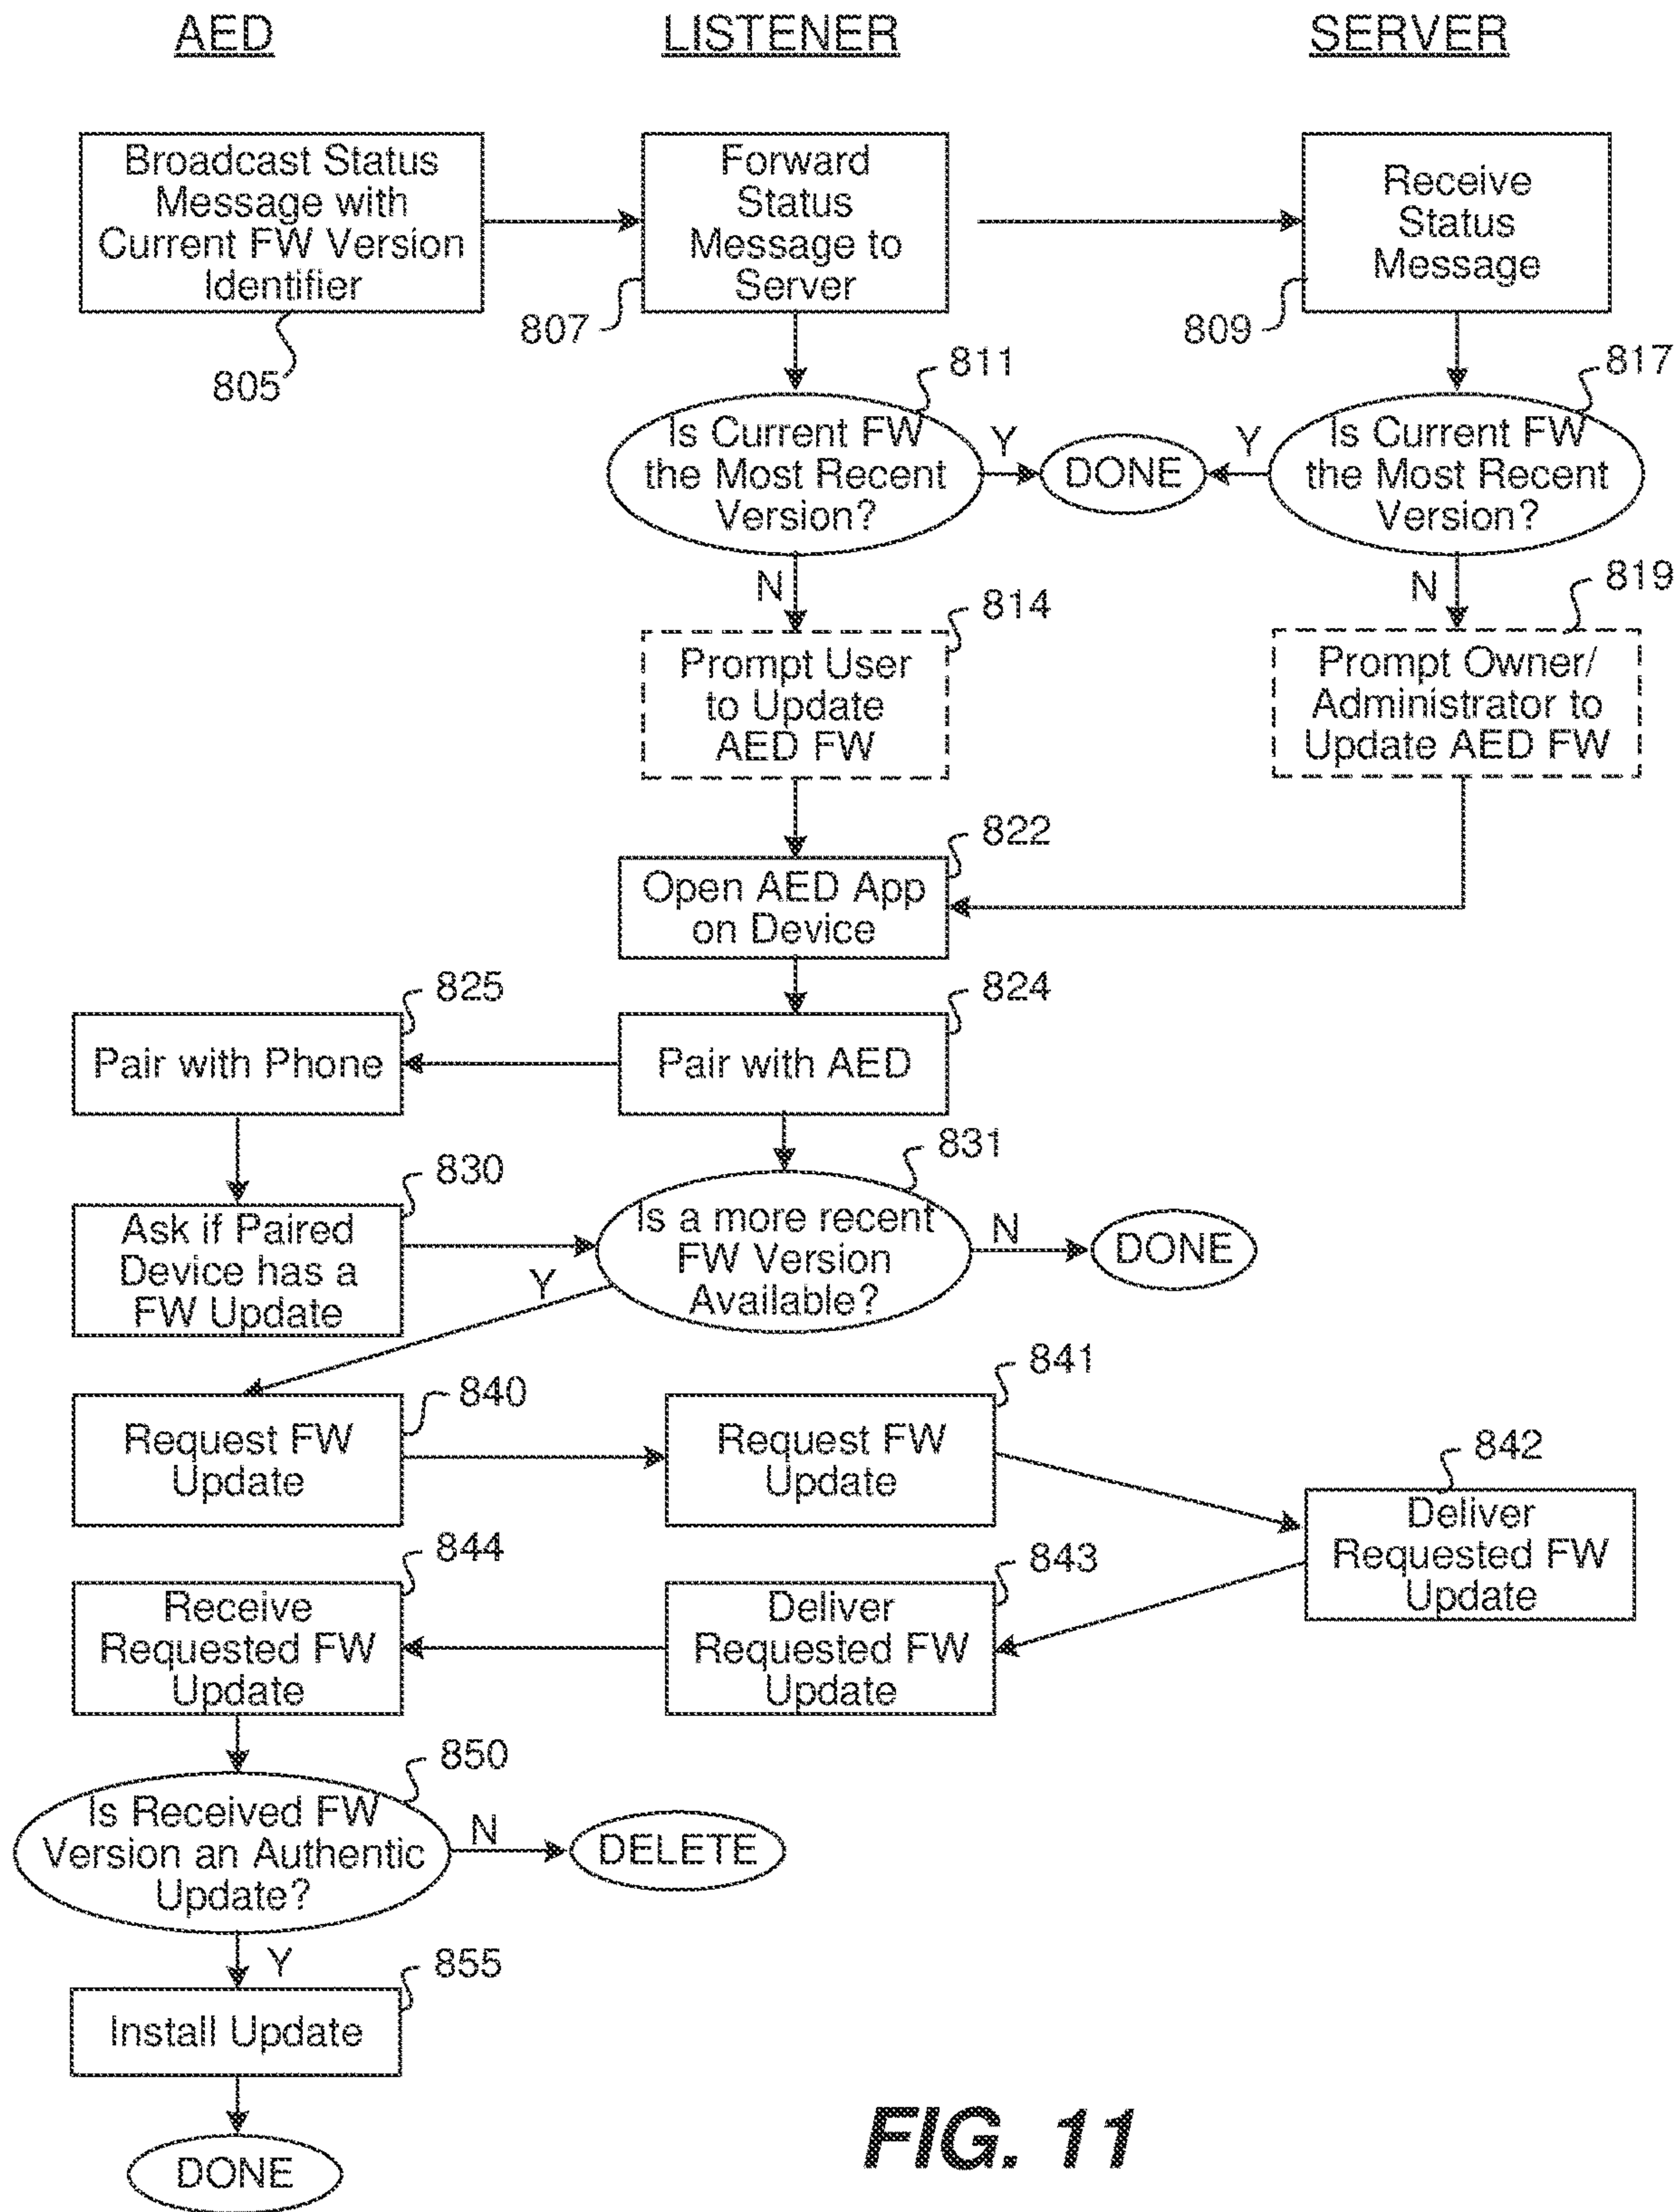 AED
LISTENER
SERVER
Broadcast Status
Message with
Current FW Version
Identifier
805
Forward
Status
Message to
Server
807
Receive
Status
Message
809
811
Is Current FW
the Most Recent
Version?
Y
DONE
Y
817
Is Current FW
the Most Recent
Version?
N
814
Prompt User
to Update
AED FW
N
819
Prompt Owner/
Administrator to
Update AED FW
822
Open AED App
on Device
825
Pair with Phone
824
Pair with AED
830
Ask if Paired
Device has a
FW Update
831
Is a more recent
FW Version
Available?
N
DONE
Y
840
Request FW
Update
841
Request FW
Update
842
Deliver
Requested FW
Update
844
Receive
Requested FW
Update
843
Deliver
Requested FW
Update
850
Is Received FW
Version an Authentic
Update?
N
DELETE
Y
855
Install Update
DONE
FIG. 11